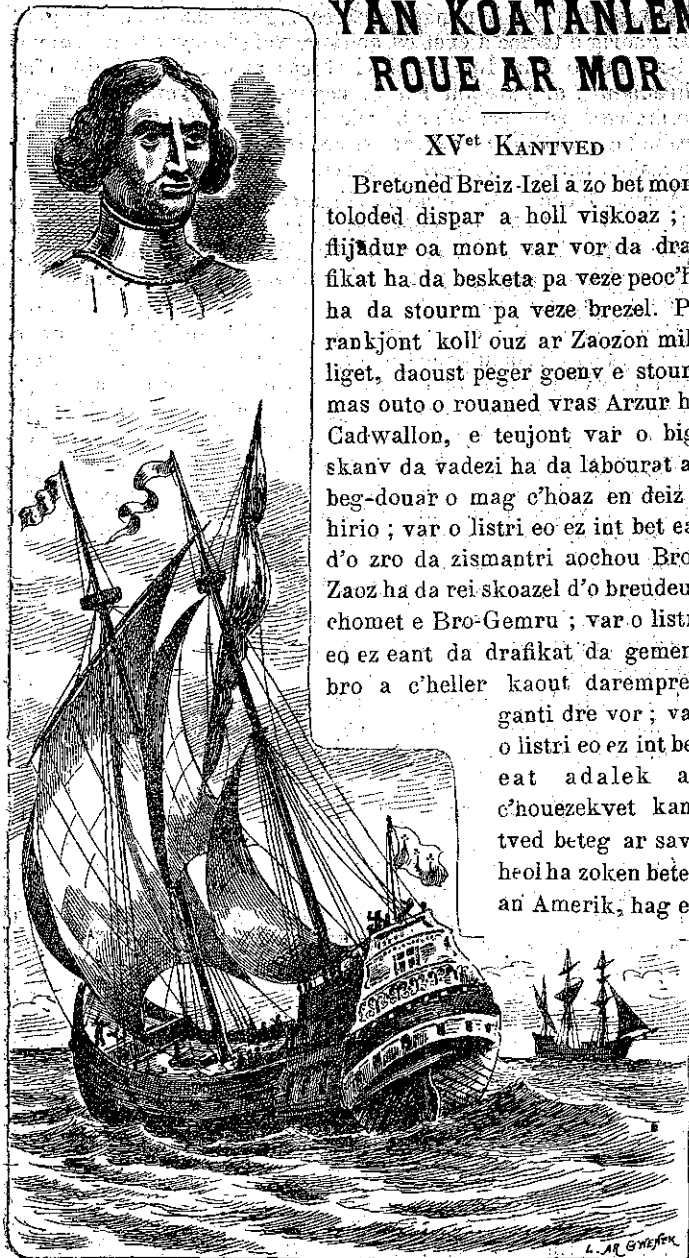 YAN KOATANLEM
ROUE AR MOR
XVet KANTVED
Bretoned Breiz-Izel a zo bet mor
toloded dispar a holl viskoaz ;
flijadur oa mont var vor da dra
fikat ha da besketa pa veze peoc'h
ha da stourm pa veze brezel. P
rankjont koll ouz ar Zaozon mil
liget, daoust peger goenv e stour
mas outo o rouaned vras Arzur h
Cadwallon, e teujont var o big
skanv da vadezi ha da labourat a
beg-douar o mag c'hoaz en deiz
hirio ; var o listri eo ez int bet ea
d'o zro da zismantri aochou Bro
Zaoz ha da rei skoazel d'o breudeu
chomet e Bro-Gemru ; var o listr
eo ez eant da drafikat da gemen
bro a c'heller kaout darempre
ganti dre vor ; va
o listri eo ez int be
eat adalek a
c'houezekvet kan
tved beteg ar sav
heol ha zoken bete
an Amerik, hag e
L. AR GWENEK